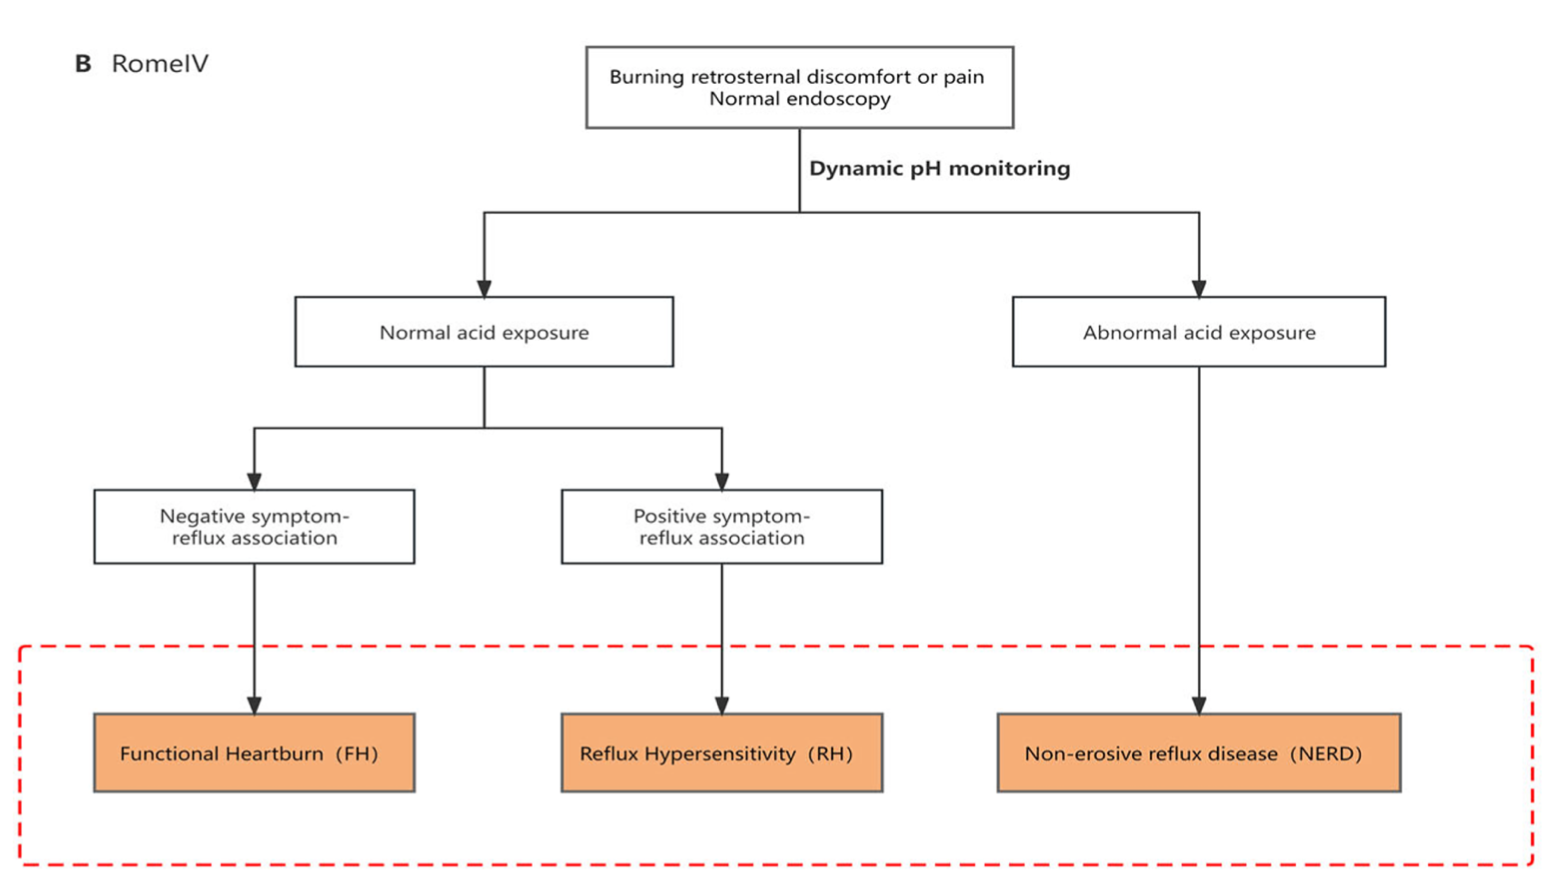 B RomeIV
Burning retrosternal discomfort or pain
Normal endoscopy
Dynamic pH monitoring
Normal acid exposure
Abnormal acid exposure
Negative symptom-
reflux association
Positive symptom-
reflux association
Functional Heartburn（FH）
Reflux Hypersensitivity（RH）
Non-erosive reflux disease（NERD）